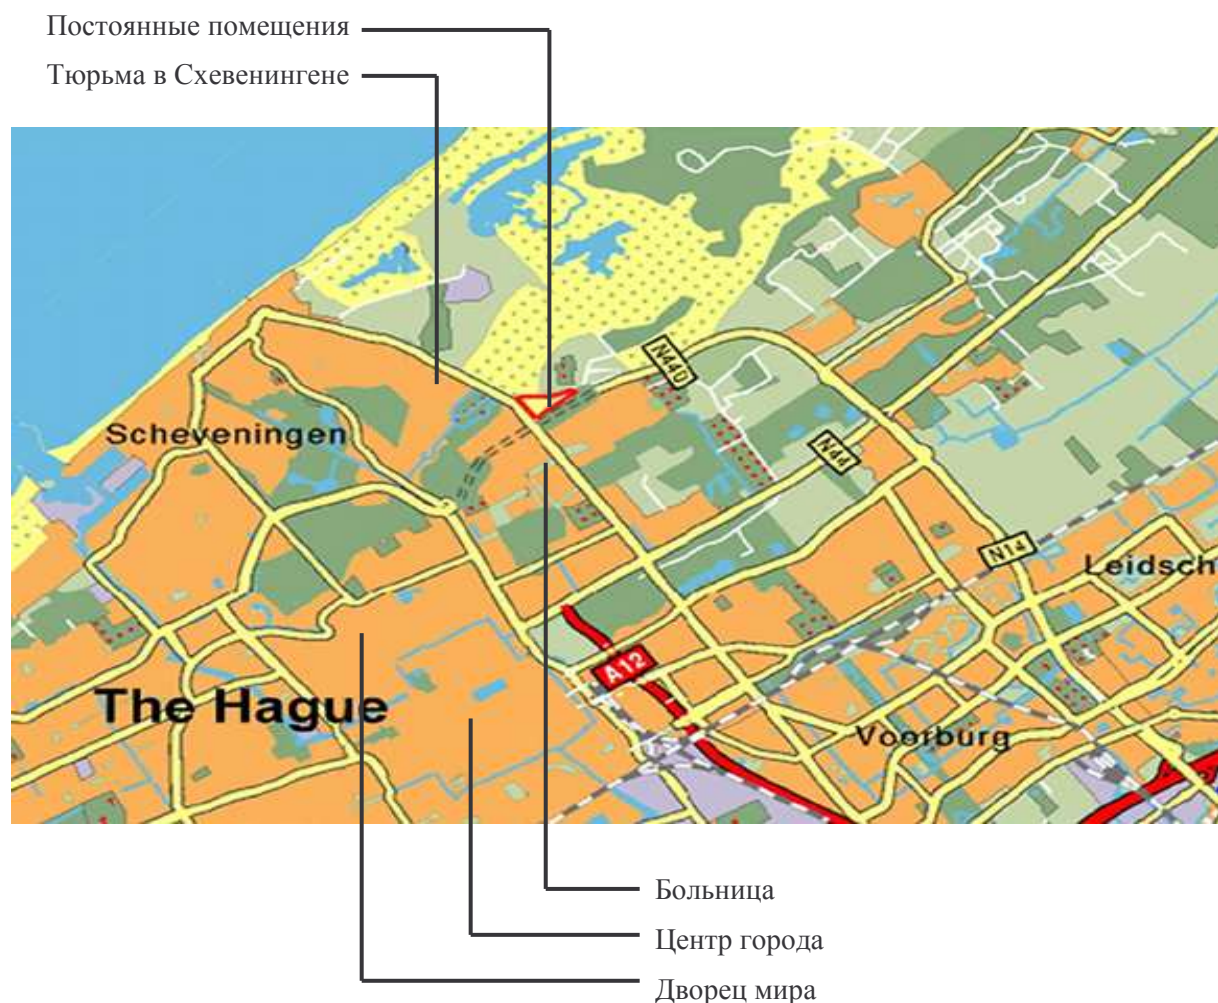 Постоянные помещения
Тюрьма в Схевенингене
N440
Scheveningen
N44
N14
Leidsch
A12
The Hague
Voorburg
Больница
Центр города
Дворец мира